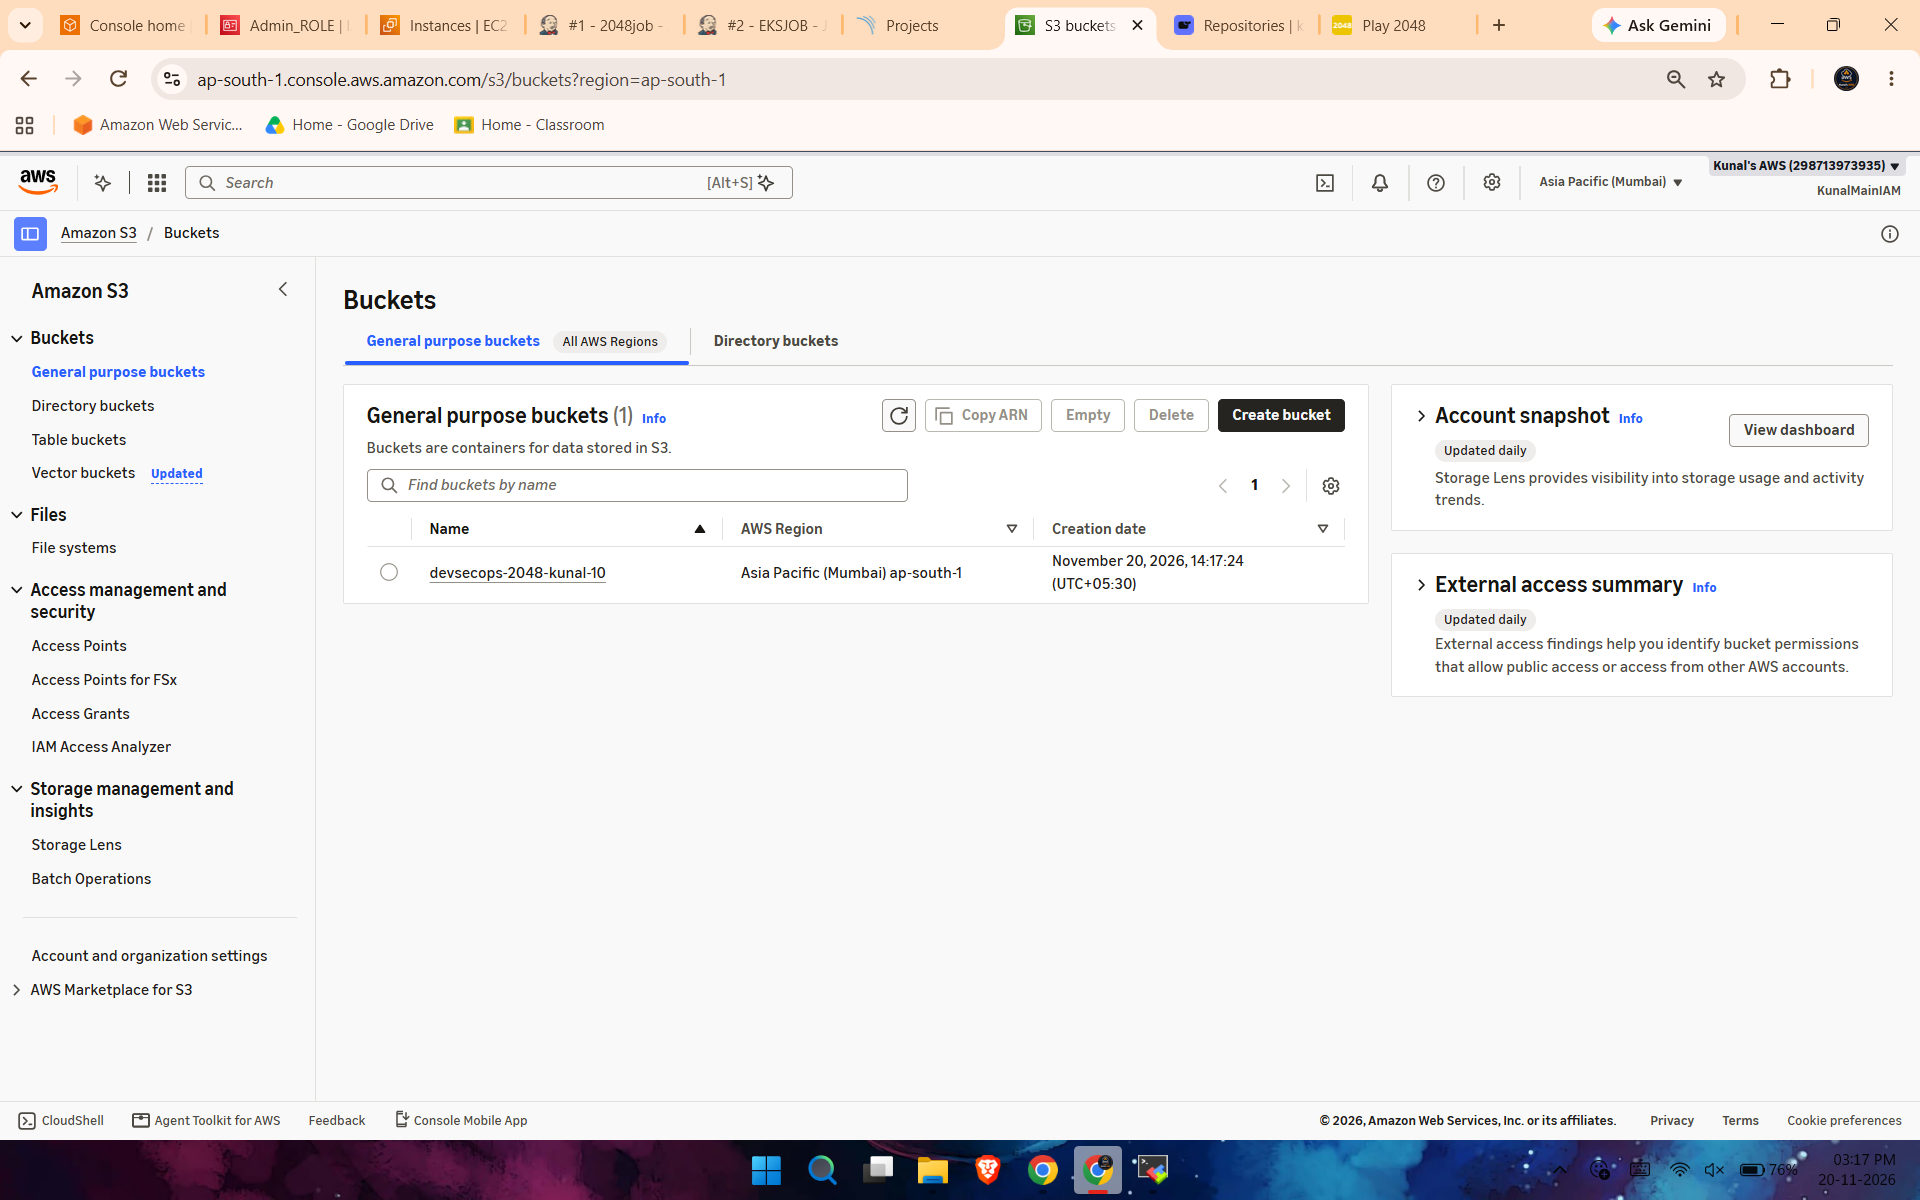 Console home
Admin_ROLE | I
Instances | EC2
#1 - 2048job -
#2 - EKSJOB - J
Projects
S3 buckets
Repositories | k
2048
Play 2048
Ask Gemini
ap-south-1.console.aws.amazon.com/s3/buckets?region=ap-south-1
Amazon Web Servic...
Home - Google Drive
Home - Classroom
aws
Search
[Alt+S]
Asia Pacific (Mumbai)
Kunal's AWS (298713973935)
KunalMainIAM
Amazon S3 / Buckets
Amazon S3
Buckets
General purpose buckets
Directory buckets
Table buckets
Vector buckets Updated
Files
File systems
Access management and
security
Access Points
Access Points for FSx
Access Grants
IAM Access Analyzer
Storage management and
insights
Storage Lens
Batch Operations
Account and organization settings
AWS Marketplace for S3
Buckets
General purpose buckets All AWS Regions
Directory buckets
General purpose buckets (1) Info
Copy ARN
Empty
Delete
Create bucket
Buckets are containers for data stored in S3.
Find buckets by name
1
Name AWS Region Creation date
devsecops-2048-kunal-10 Asia Pacific (Mumbai) ap-south-1 November 20, 2026, 14:17:24
(UTC+05:30)
Account snapshot Info
View dashboard
Updated daily
Storage Lens provides visibility into storage usage and activity
trends.
External access summary Info
Updated daily
External access findings help you identify bucket permissions
that allow public access or access from other AWS accounts.
CloudShell
Agent Toolkit for AWS
Feedback
Console Mobile App
© 2026, Amazon Web Services, Inc. or its affiliates.
Privacy
Terms
Cookie preferences
76%
03:17 PM
20-11-2026